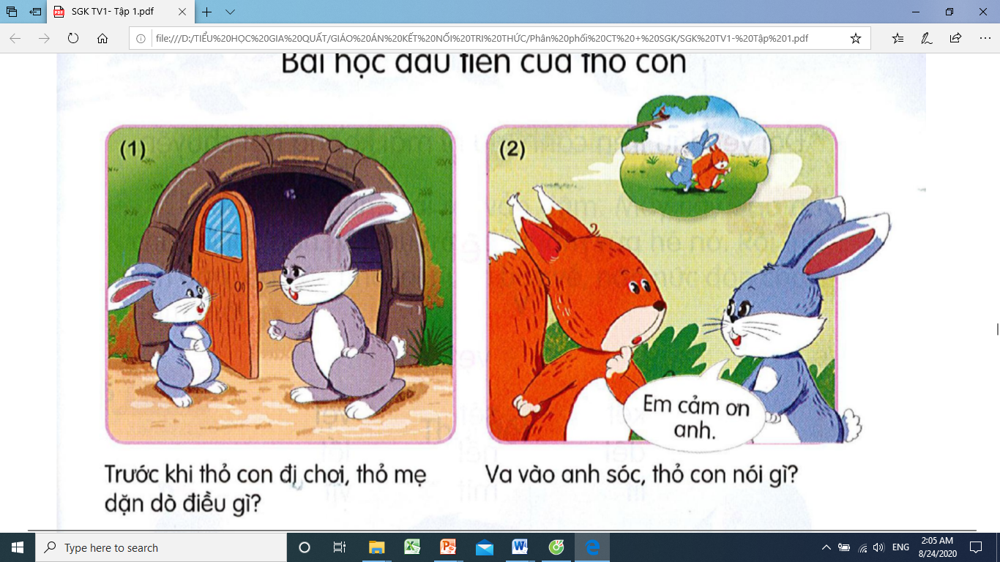 SGK TV1- Tập 1.pdf
file:///D:/TIỂU%20HỌC%20GIA%20QUẤT/GIÁO%20ÁN%20KẾT%20NỐI%20TRI%20THỨC/Phân%20phối%20CT%20+%20SGK/SGK%20TV1-%20Tập%201.pdf
Bài học đầu tiên của thỏ con
(1)
(2)
Em cảm ơn
anh.
Trước khi thỏ con đi chơi, thỏ mẹ
dặn dò điều gì?
Va vào anh sóc, thỏ con nói gì?
Type here to search
ENG
2:05 AM
8/24/2020